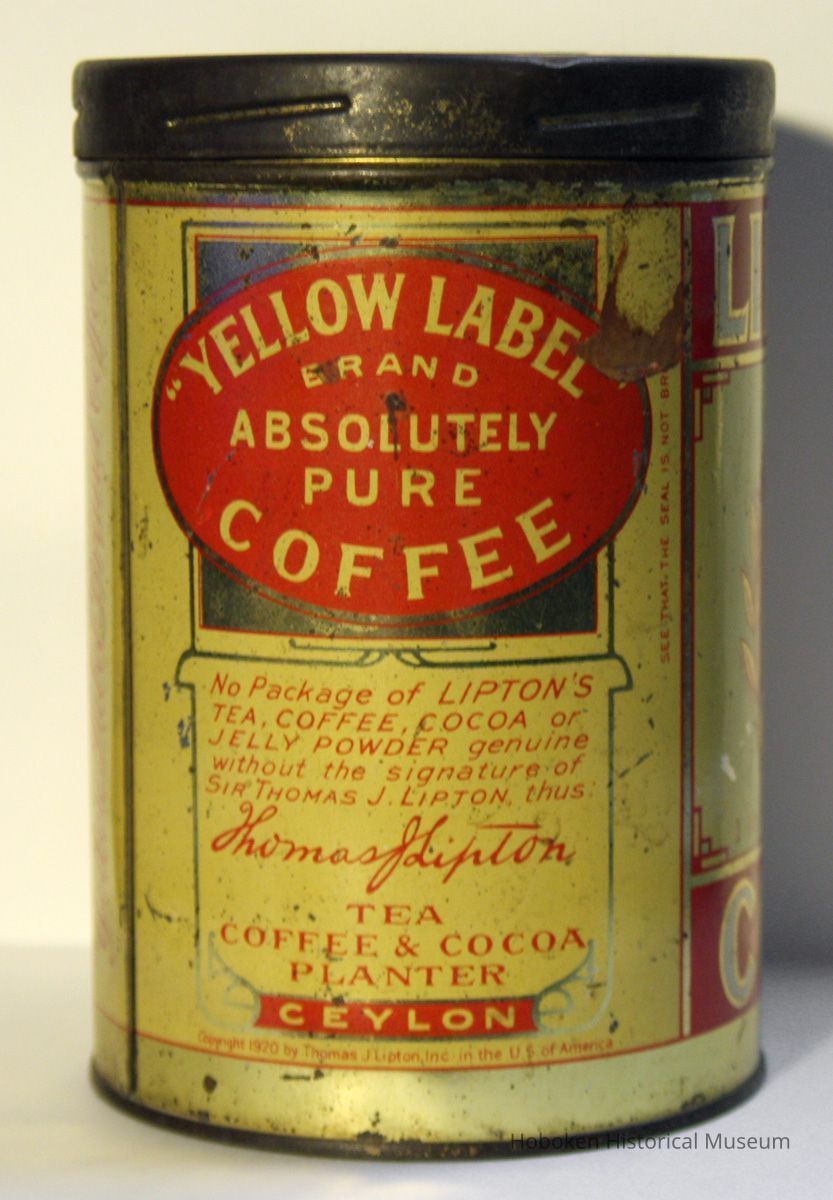 "YELLOW LABEL"
BRAND
ABSOLUTELY
PURE
COFFEE
No Package of LIPTON'S
TEA, COFFEE, COCOA or
JELLY POWDER genuine
without the signature of
SIR THOMAS J. LIPTON, thus:
Thomas J Lipton
TEA
COFFEE & COCOA
PLANTER
CEYLON
Copyright 1920 by Thomas J. Lipton, Inc. in the U.S. of America
SEE THAT THE SEAL IS NOT BR
LI
C
Hoboken Historical Museum